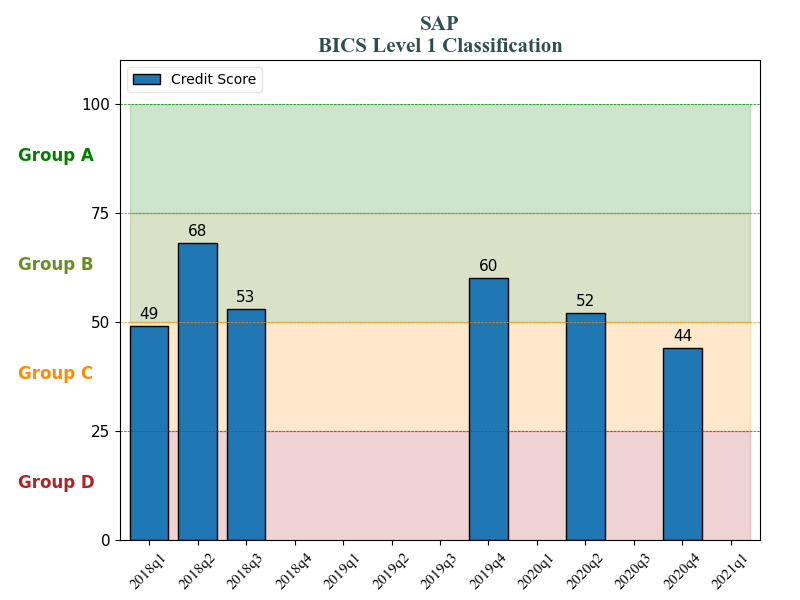 SAP
BICS Level 1 Classification
Credit Score
100
Group A
75
68
Group B
60
53
52
49
50
44
Group C
25
Group D
0
2018q1 2018q2 2018q3 2018q4 2019q1 2019q2 2019q3 2019q4 2020q1 2020q2 2020q3 2020q4 2021q1